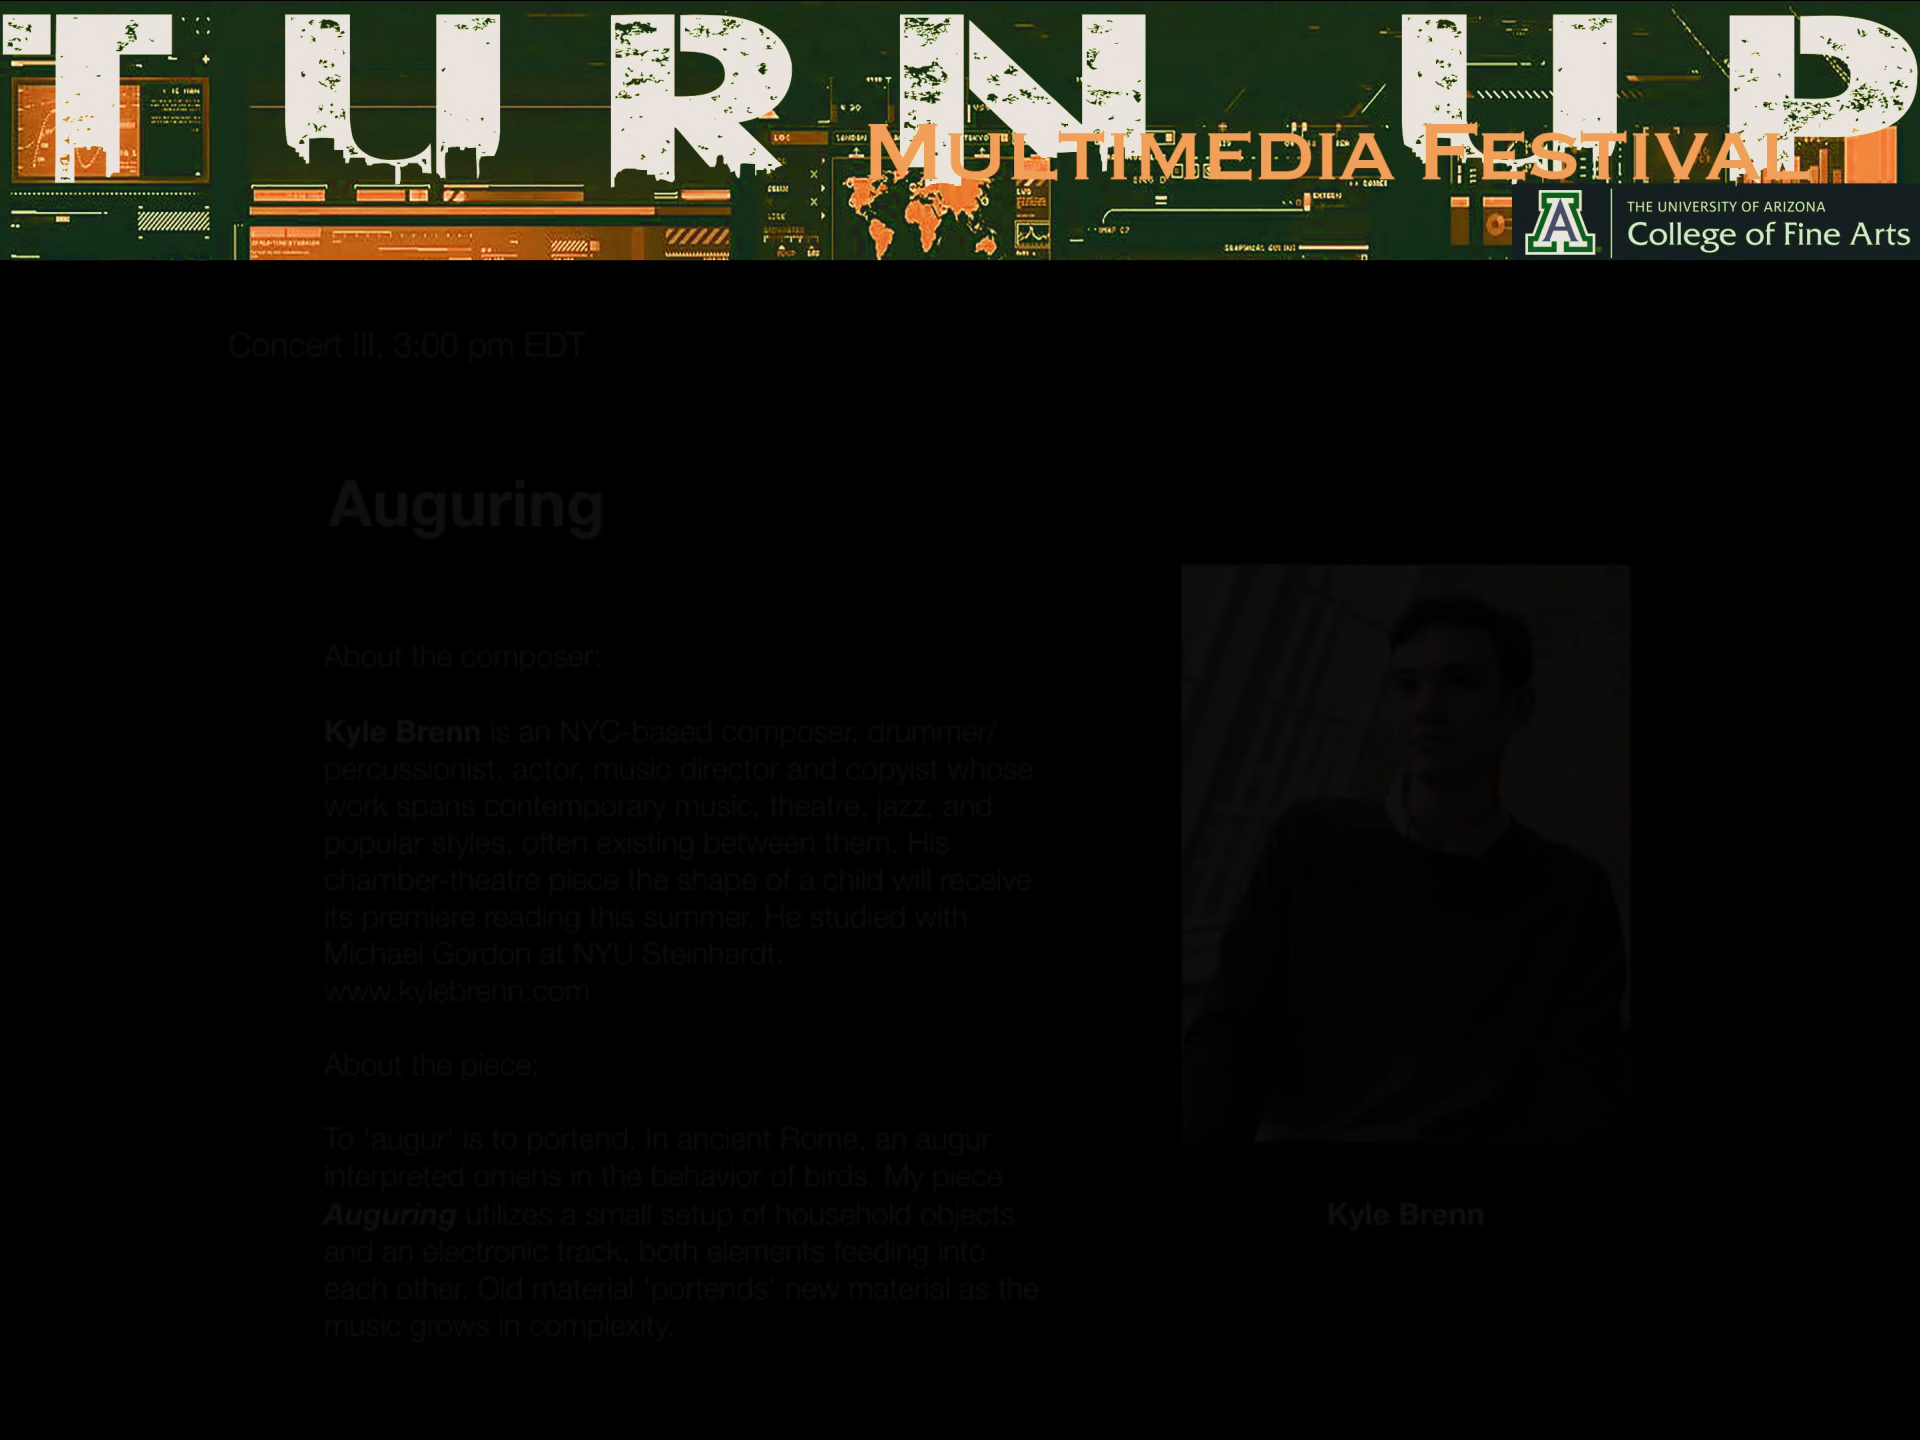 TURN UP
MULTIMEDIA FESTIVAL
THE UNIVERSITY OF ARIZONA
College of Fine Arts
Concert III, 3:00 pm EDT
Auguring
About the composer:
Kyle Brenn is an NYC-based composer, drummer/
percussionist, actor, music director and copyist whose
work spans contemporary music, theatre, jazz, and
popular styles, often existing between them. His
chamber-theatre piece the shape of a child will receive
its premiere reading this summer. He studied with
Michael Gordon at NYU Steinhardt.
www.kylebrenn.com
About the piece:
To 'augur' is to portend. In ancient Rome, an augur
interpreted omens in the behavior of birds. My piece
Auguring utilizes a small setup of household objects
and an electronic track, both elements feeding into
each other. Old material 'portends' new material as the
music grows in complexity.
Kyle Brenn